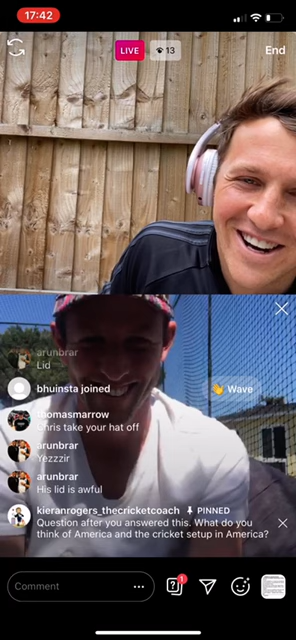 17:42
LIVE
13
End
arunbrar
Lid
bhuinsta joined
Wave
thomasmarrow
Chris take your hat off
arunbrar
Yezzzir
arunbrar
His lid is awful
kieranrogers_thecricketcoach PINNED
Question after you answered this. What do you
think of America and the cricket setup in America?
Comment
1